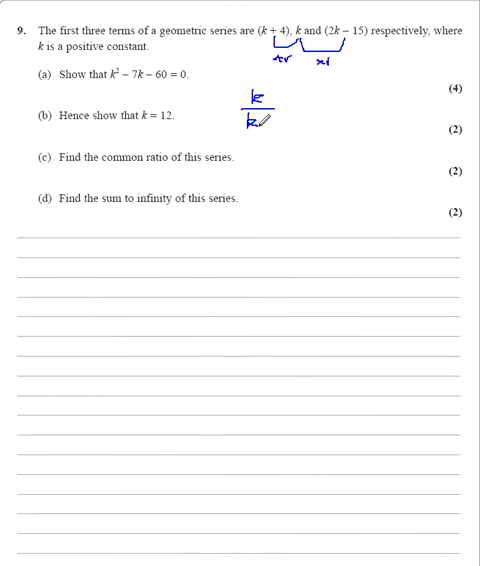 9. The first three terms of a geometric series are (k + 4), k and (2k – 15) respectively, where
k is a positive constant.
×r ×r
(a) Show that k² – 7k – 60 = 0.
(4)
k
k
(b) Hence show that k = 12.
(2)
(c) Find the common ratio of this series.
(2)
(d) Find the sum to infinity of this series.
(2)